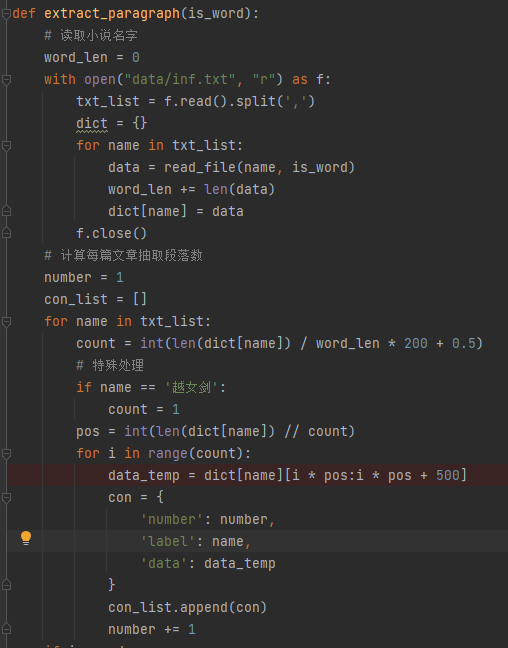 def extract_paragraph(is_word):
    # 读取小说名字
    word_len = 0
    with open("data/inf.txt", "r") as f:
        txt_list = f.read().split(',')
        dict = {}
        for name in txt_list:
            data = read_file(name, is_word)
            word_len += len(data)
            dict[name] = data
        f.close()
    # 计算每篇文章抽取段落数
    number = 1
    con_list = []
    for name in txt_list:
        count = int(len(dict[name]) / word_len * 200 + 0.5)
        # 特殊处理
        if name == '越女剑':
            count = 1
        pos = int(len(dict[name]) // count)
        for i in range(count):
            data_temp = dict[name][i * pos:i * pos + 500]
            con = {
                'number': number,
                'label': name,
                'data': data_temp
            }
            con_list.append(con)
            number += 1